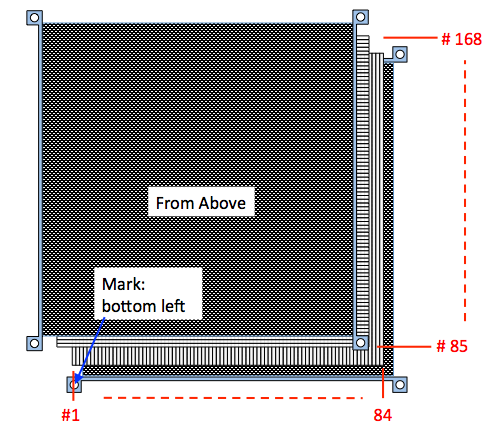 # 168
From Above
Mark:
bottom left
# 85
#1
84